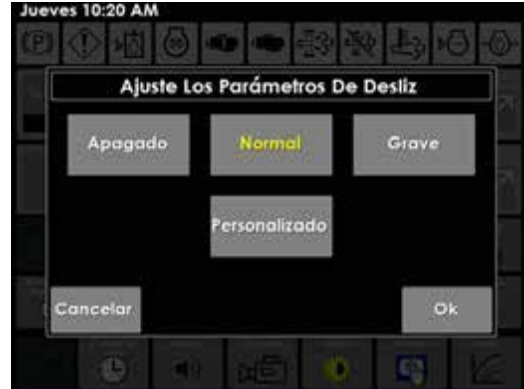 Jueves 10:20 AM
(P)
Ajuste Los Parámetros De Desliz
Apagado Normal Grave
Personalizado
Cancelar Ok